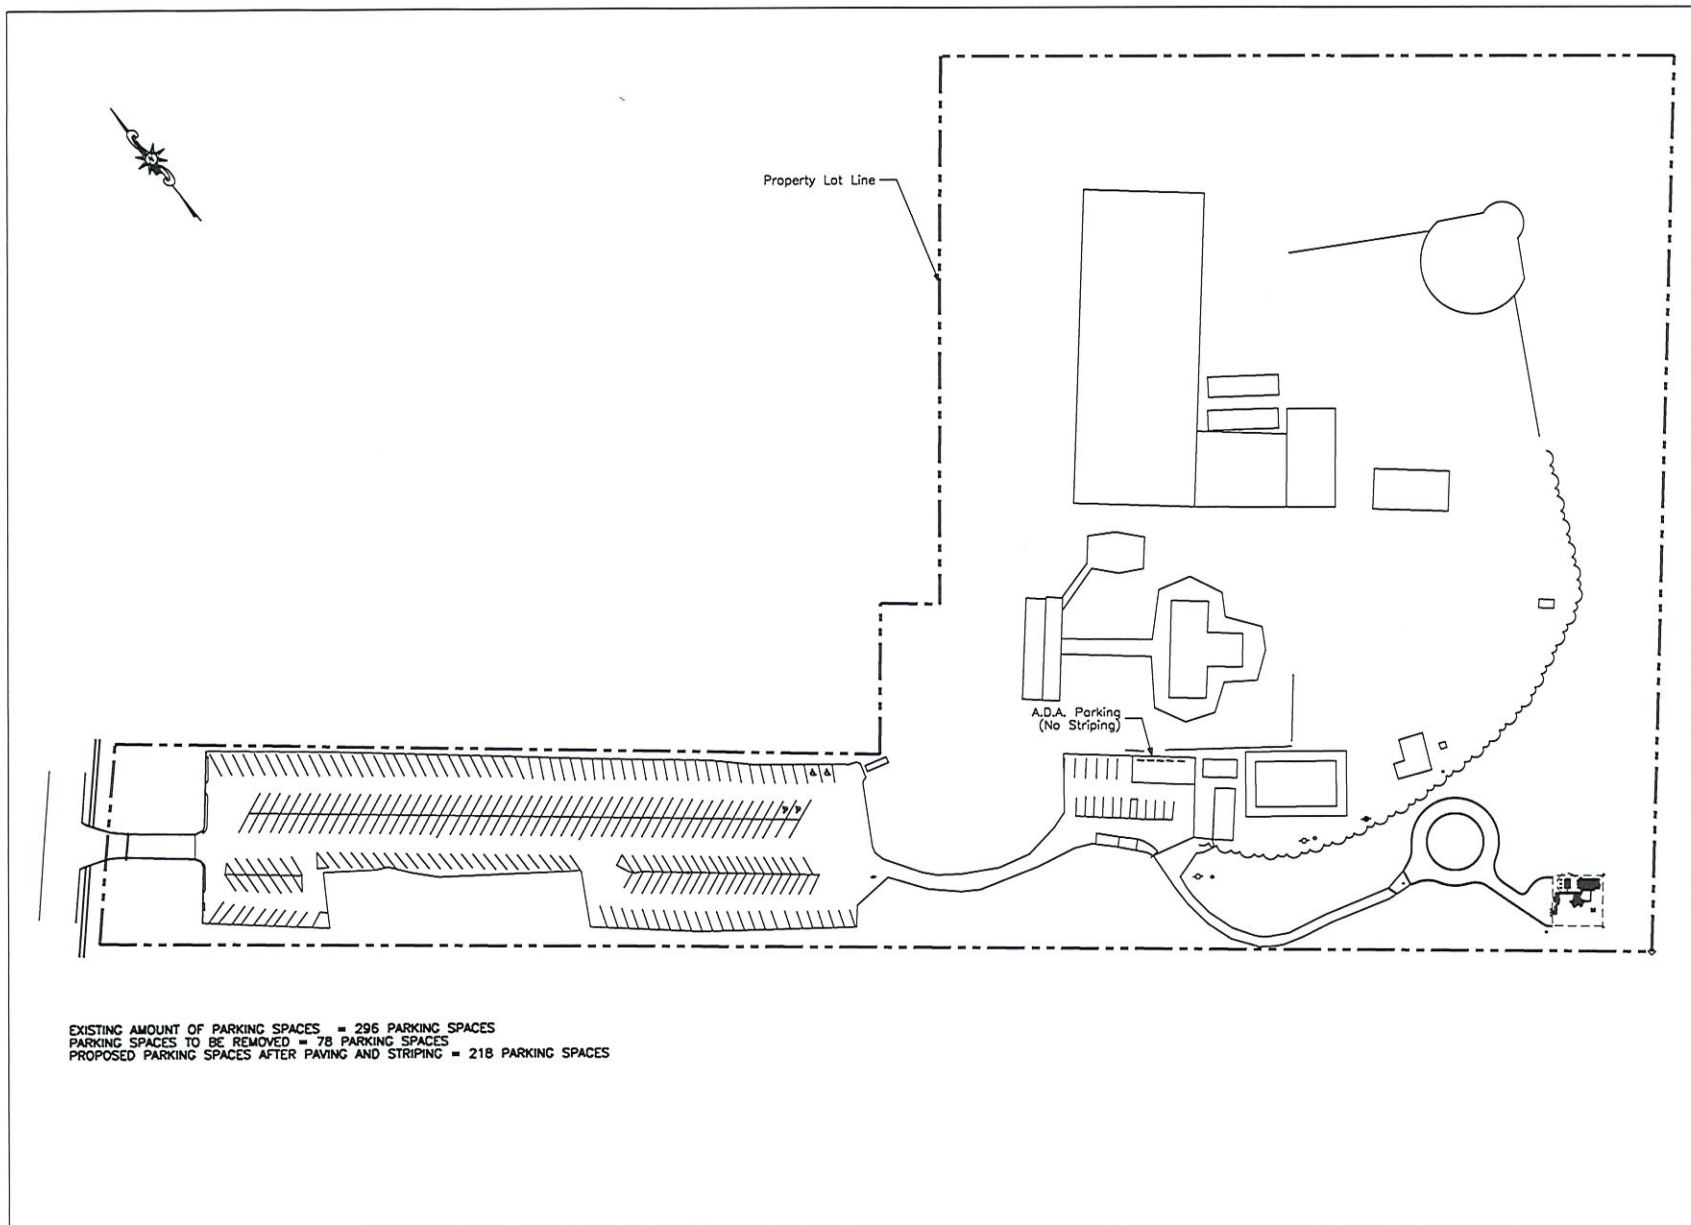 Property Lot Line
A.D.A. Parking
(No Striping)
EXISTING AMOUNT OF PARKING SPACES = 296 PARKING SPACES
PARKING SPACES TO BE REMOVED = 78 PARKING SPACES
PROPOSED PARKING SPACES AFTER PAVING AND STRIPING = 218 PARKING SPACES